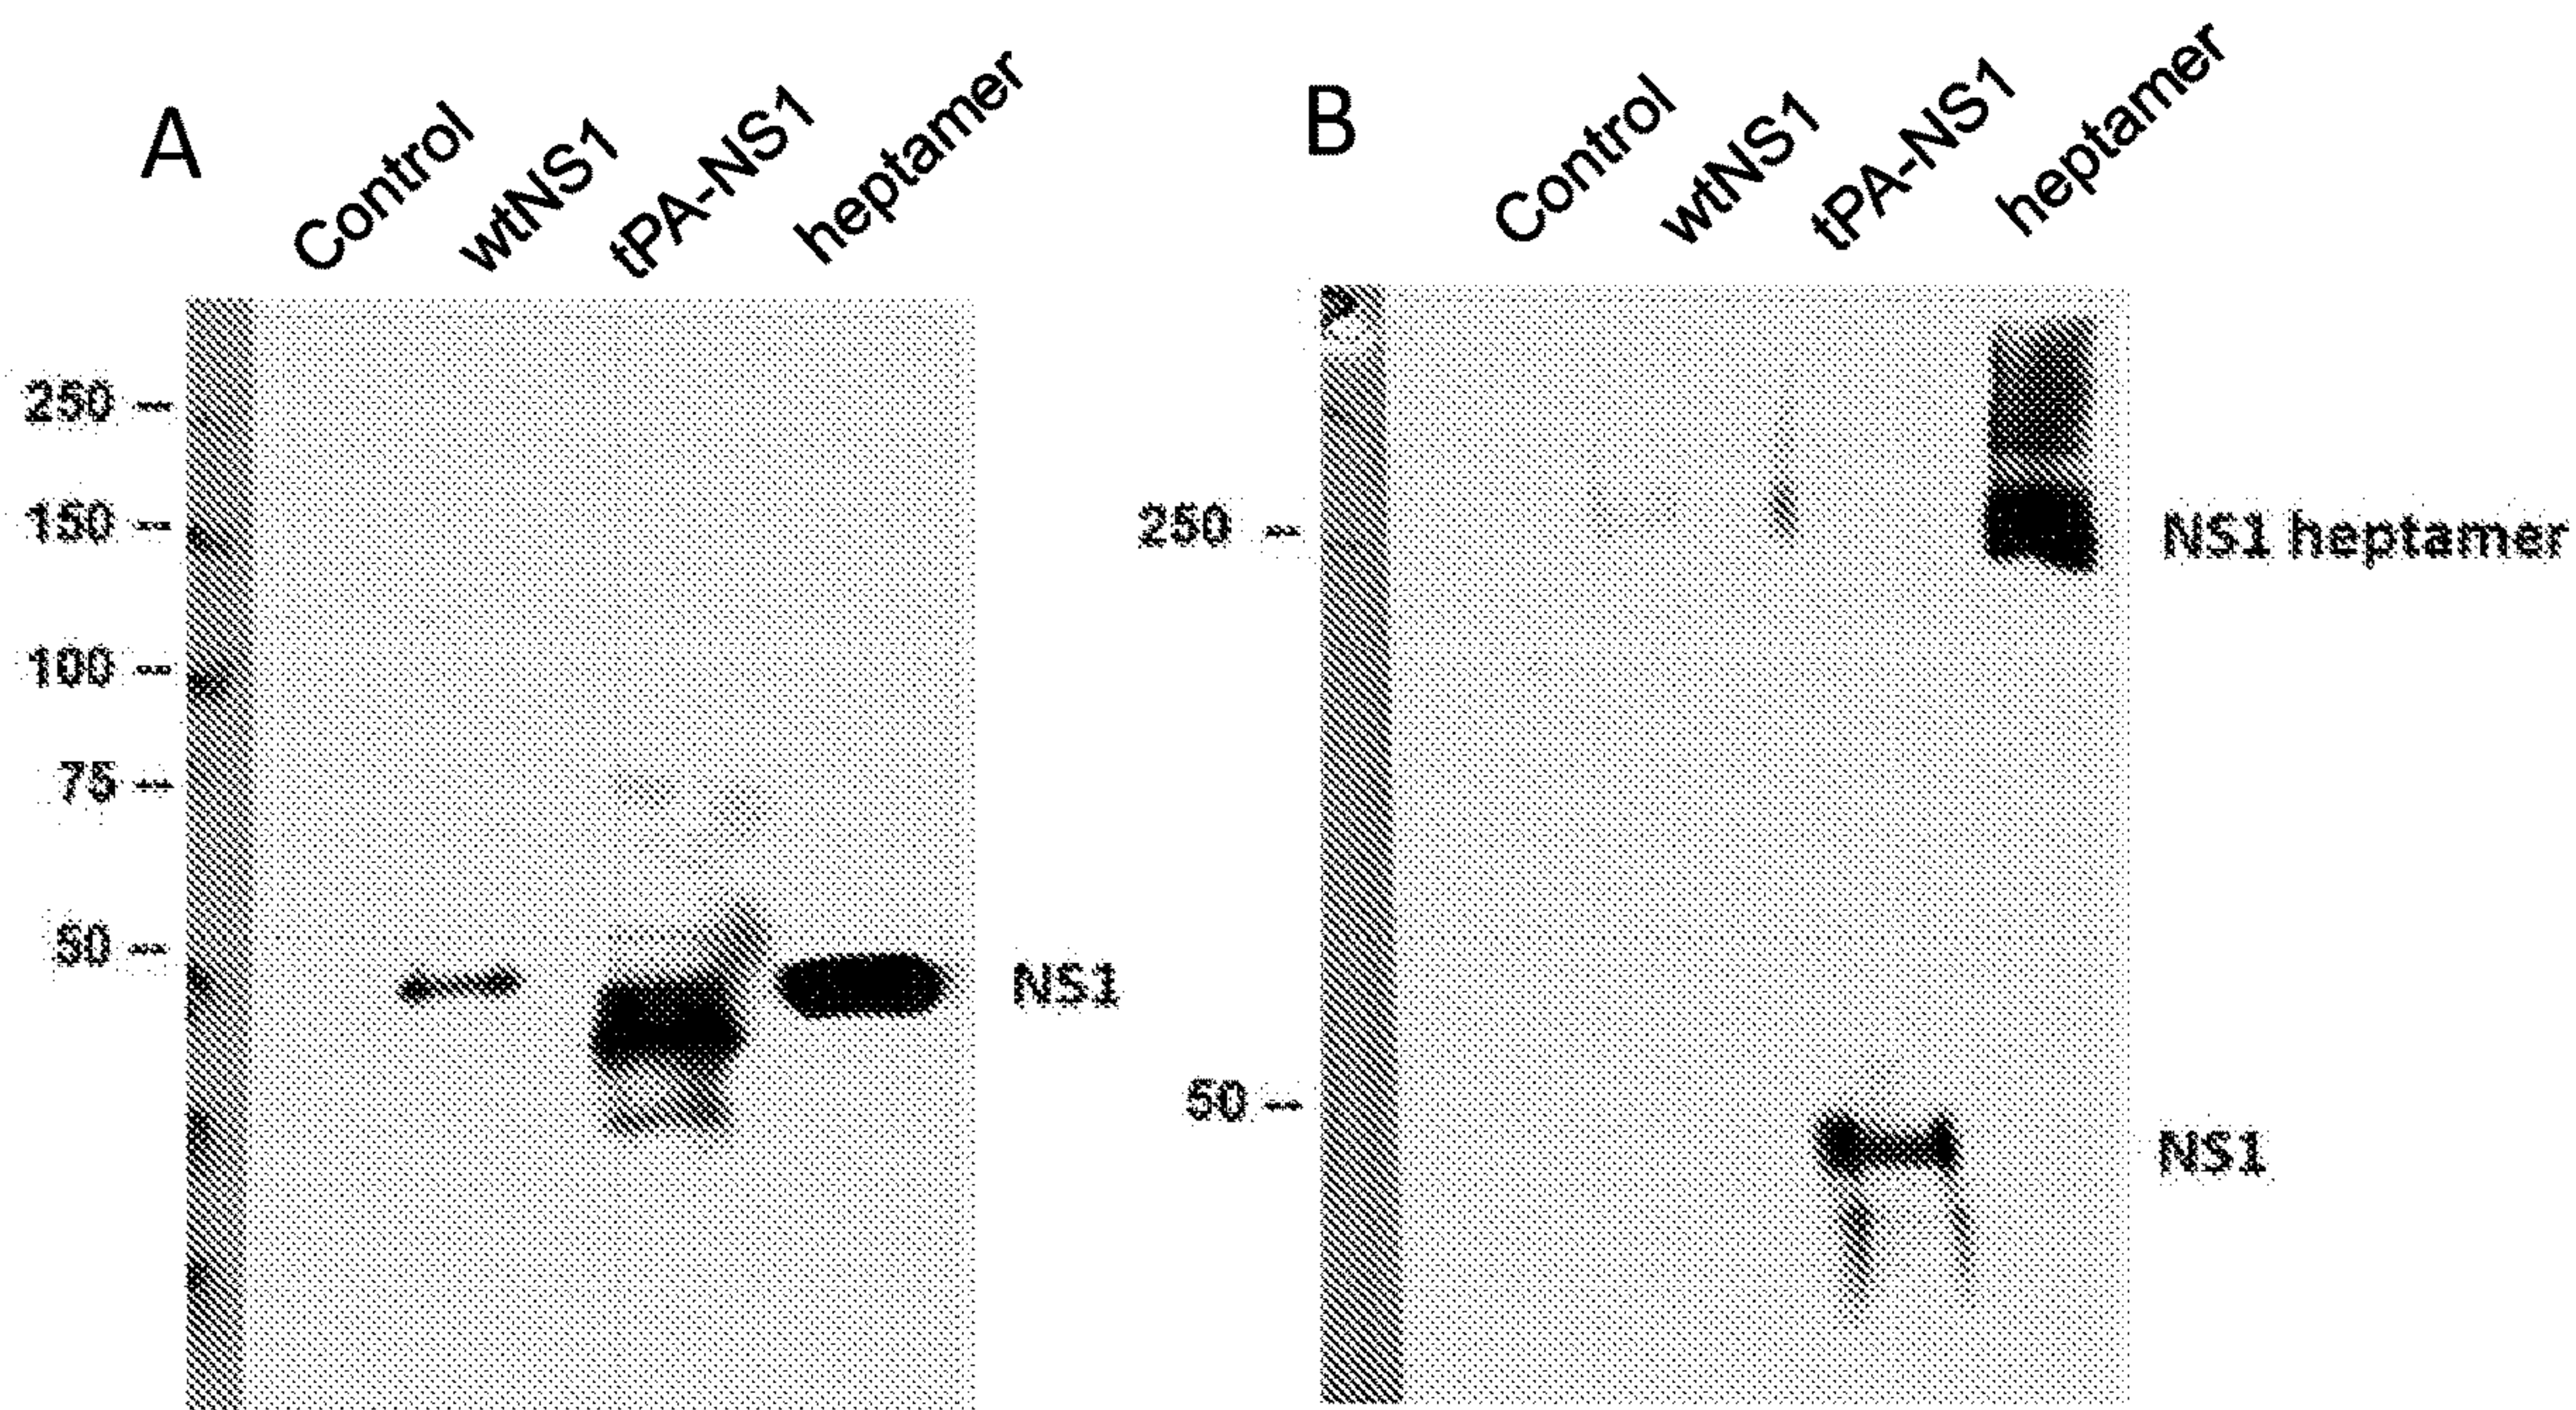 A
Control
wtNS1
tPA-NS1
heptamer
250
150
100
75
50
NS1
B
Control
wtNS1
tPA-NS1
heptamer
250
NS1 heptamer
50
NS1